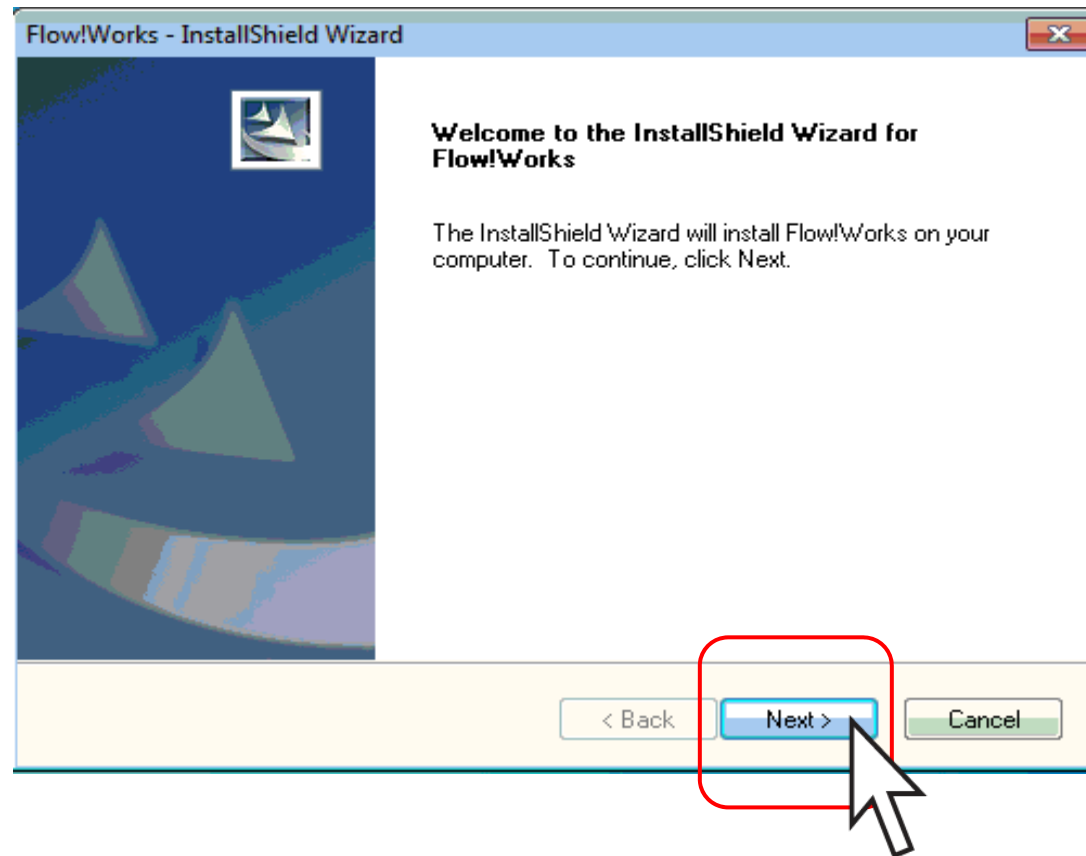 Flow!Works - InstallShield Wizard
Welcome to the InstallShield Wizard for
Flow!Works
The InstallShield Wizard will install Flow!Works on your
computer.  To continue, click Next.
< Back
Next >
Cancel